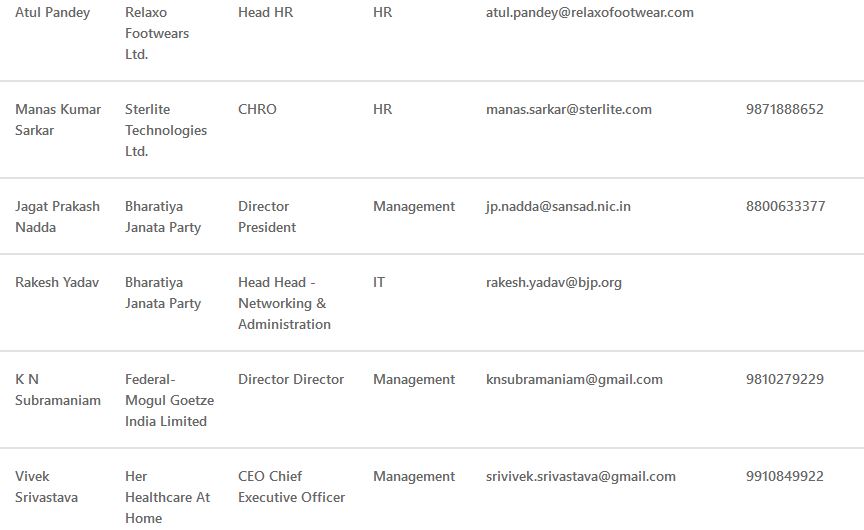 Atul Pandey Relaxo Footwears Ltd. Head HR HR atul.pandey@relaxofootwear.com
Manas Kumar Sarkar Sterlite Technologies Ltd. CHRO HR manas.sarkar@sterlite.com 9871888652
Jagat Prakash Nadda Bharatiya Janata Party Director President Management jp.nadda@sansad.nic.in 8800633377
Rakesh Yadav Bharatiya Janata Party Head Head - Networking & Administration IT rakesh.yadav@bjp.org
K N Subramaniam Federal-Mogul Goetze India Limited Director Director Management knsubramaniam@gmail.com 9810279229
Vivek Srivastava Her Healthcare At Home CEO Chief Executive Officer Management srivivek.srivastava@gmail.com 9910849922